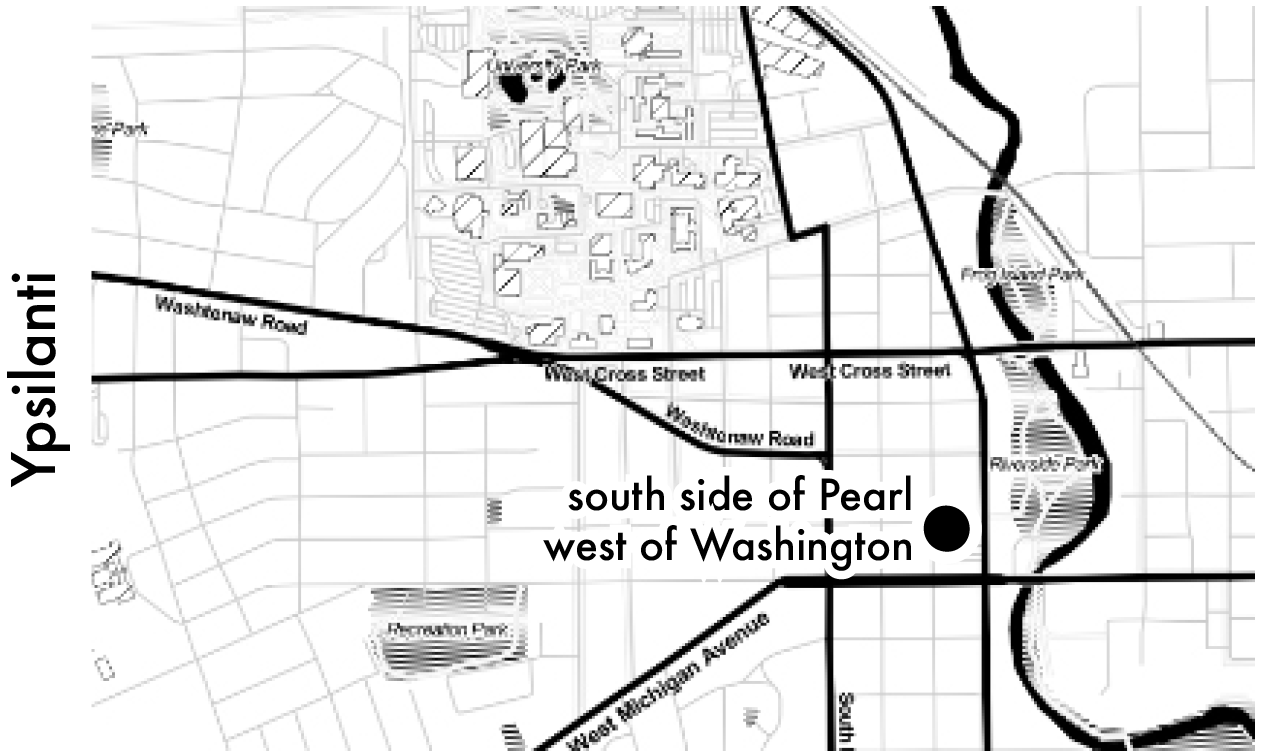 Ypsilanti
University Park
Park
Washtenaw Road
Frog Island Park
West Cross Street
West Cross Street
Washtenaw Road
Riverside Park
south side of Pearl
west of Washington
Recreation Park
West Michigan Avenue
South